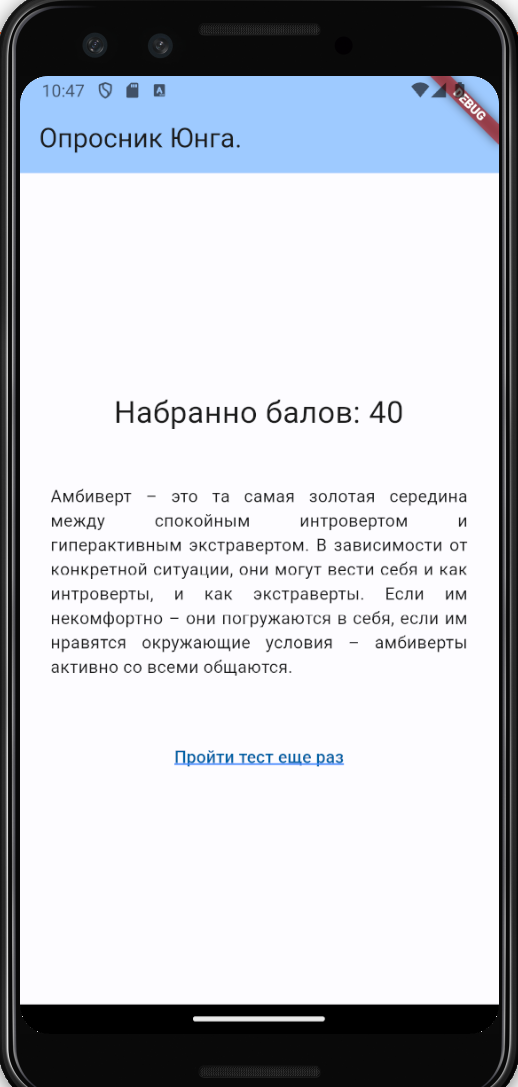 10:47
DEBUG
Опросник Юнга.
Набранно балов: 40
Амбиверт – это та самая золотая середина
между спокойным интровертом и
гиперактивным экстравертом. В зависимости от
конкретной ситуации, они могут вести себя и как
интроверты, и как экстраверты. Если им
некомфортно – они погружаются в себя, если им
нравятся окружающие условия – амбиверты
активно со всеми общаются.
Пройти тест еще раз